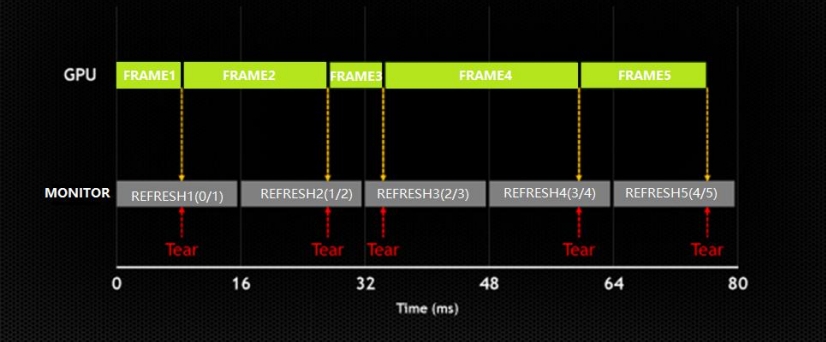 GPU FRAME1 FRAME2 FRAME3 FRAME4 FRAME5
MONITOR REFRESH1(0/1) REFRESH2(1/2) REFRESH3(2/3) REFRESH4(3/4) REFRESH5(4/5)
Tear Tear Tear Tear Tear
0 16 32 48 64 80
Time (ms)